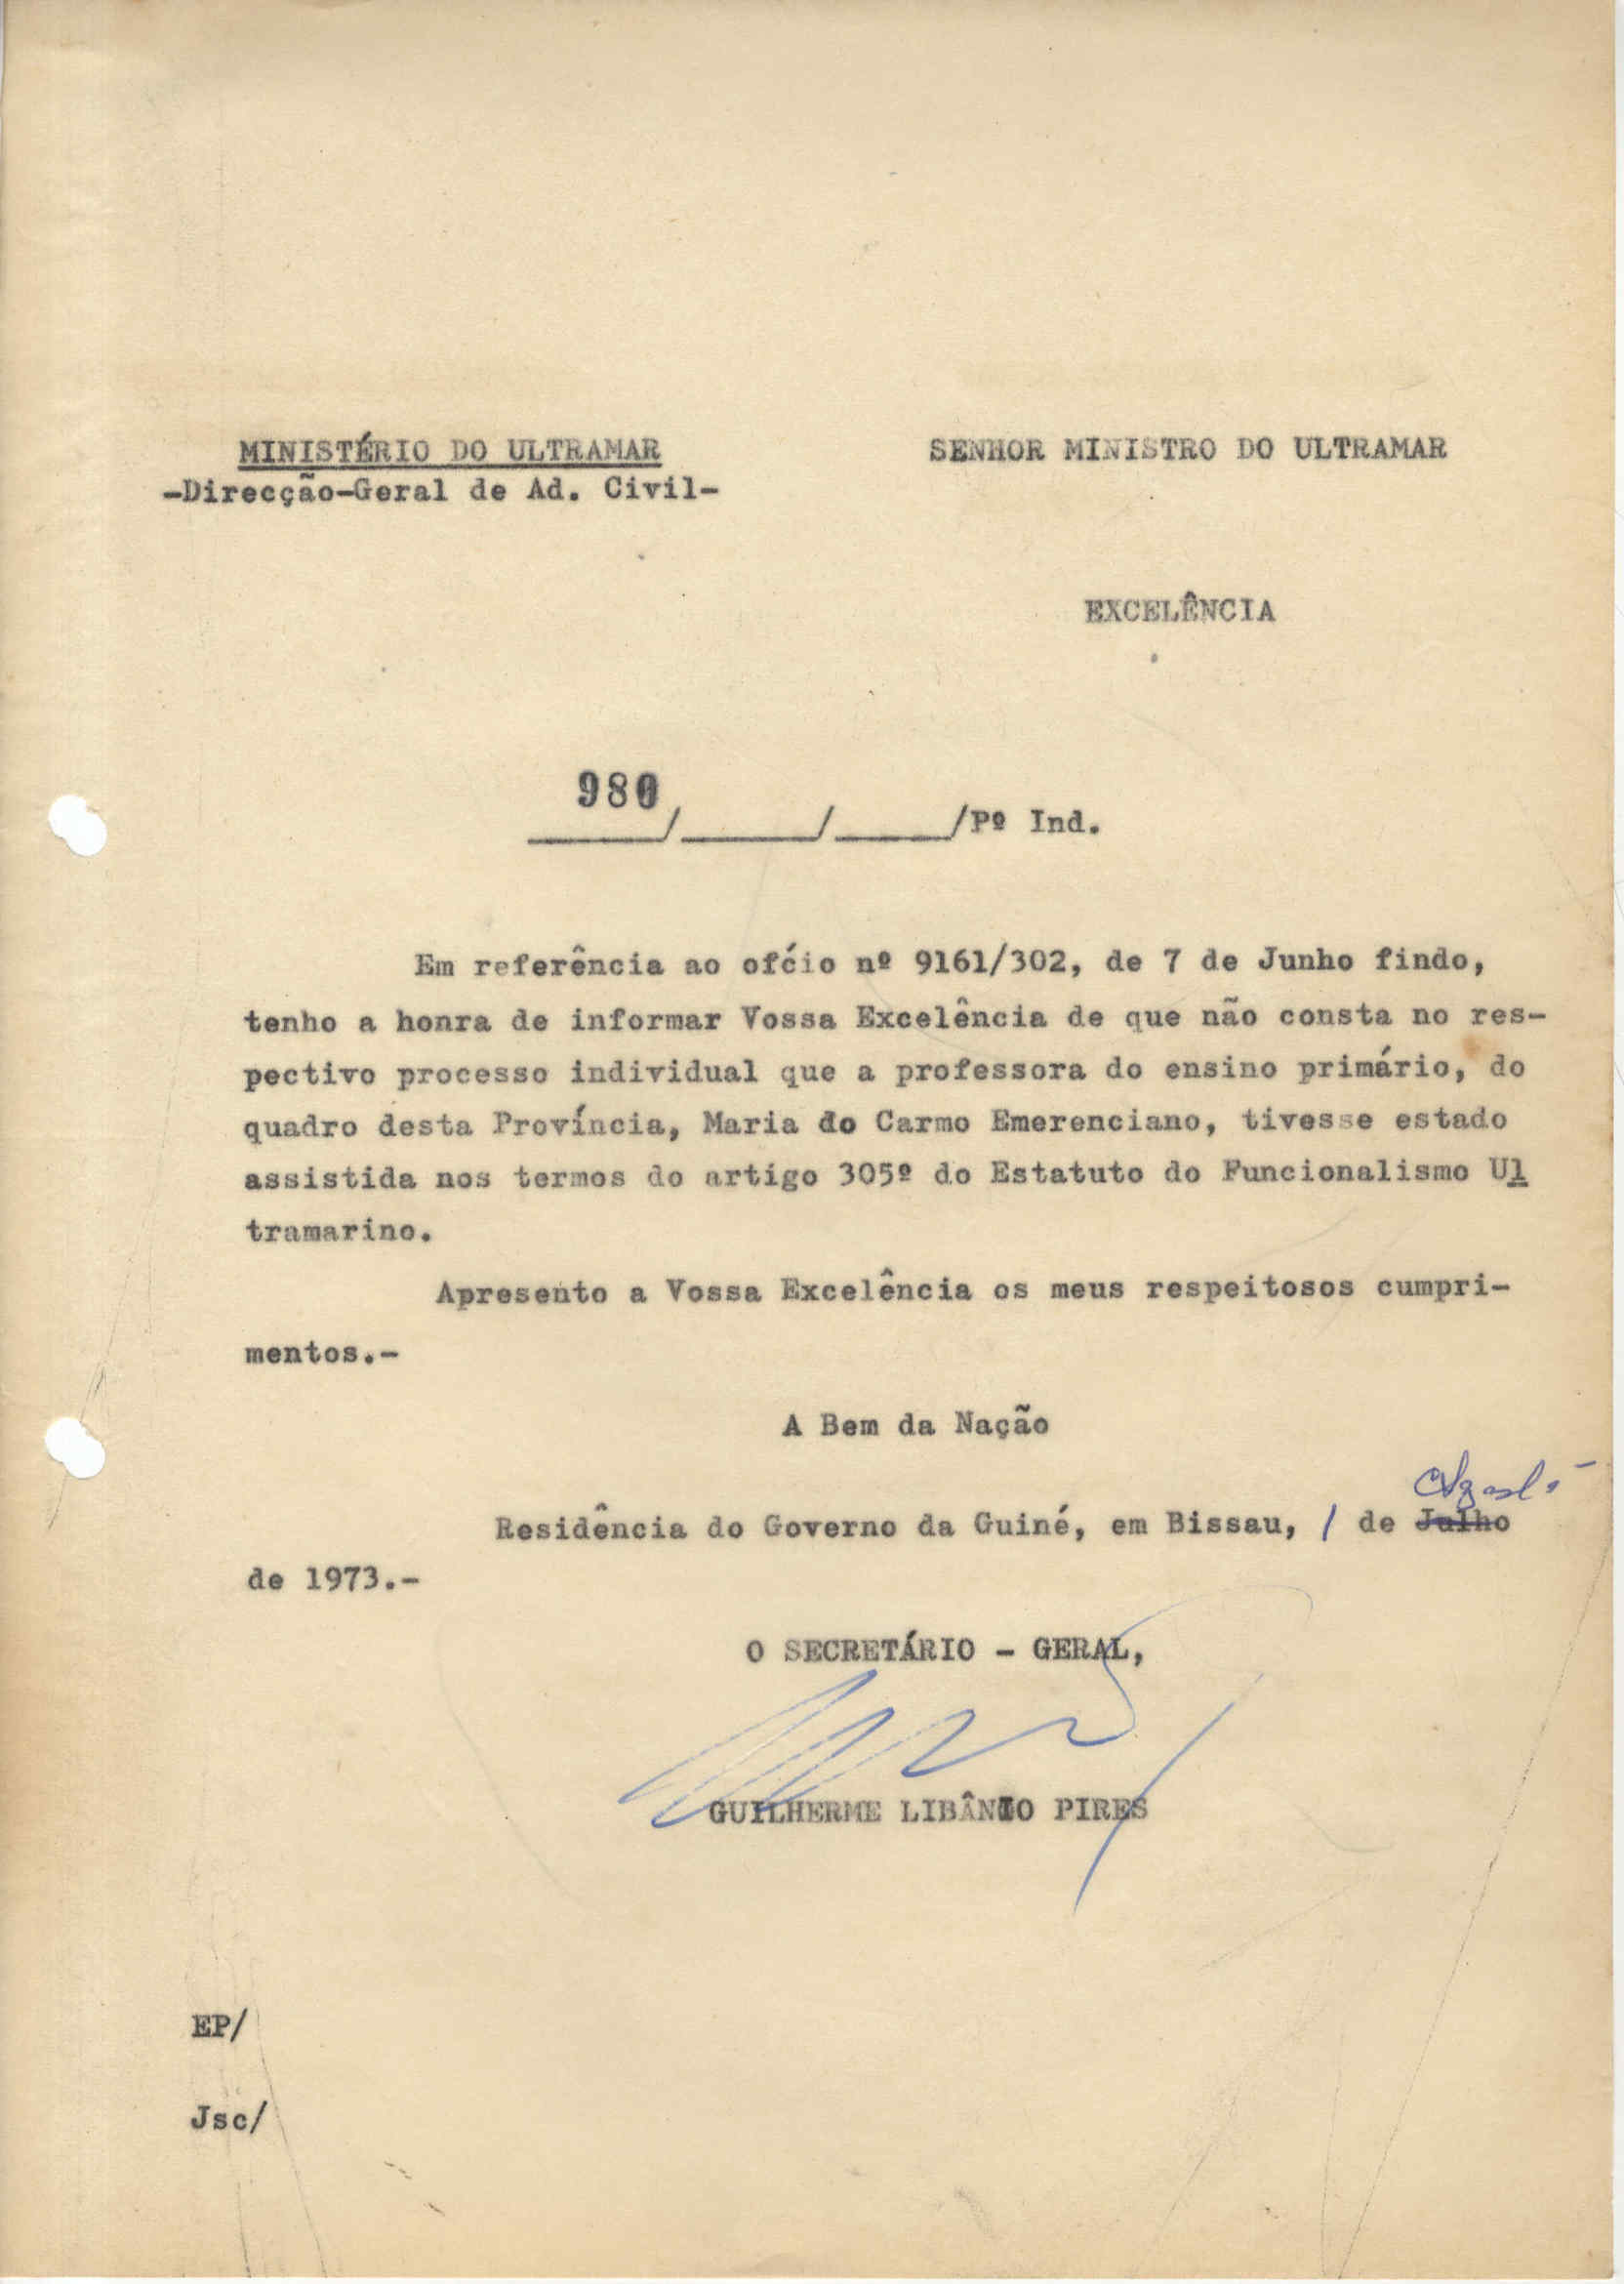 MINISTÉRIO DO ULTRAMAR
-Direcção-Geral de Ad. Civil-
SENHOR MINISTRO DO ULTRAMAR
EXCELÊNCIA
980
_____/_____/_____/Pº Ind.
Em referência ao ofćio nº 9161/302, de 7 de Junho findo,
tenho a honra de informar Vossa Excelência de que não consta no res-
pectivo processo individual que a professora do ensino primário, do
quadro desta Província, Maria do Carmo Emerenciano, tivesse estado
assistida nos termos do artigo 305º do Estatuto do Funcionalismo Ul
tramarino.
Apresento a Vossa Excelência os meus respeitosos cumpri-
mentos.-
A Bem da Nação
Agosto
Residência do Governo da Guiné, em Bissau, 1 de Julho
de 1973.-
O SECRETÁRIO - GERAL,
GUILHERME LIBÂNIO PIRES
EP/
Jsc/